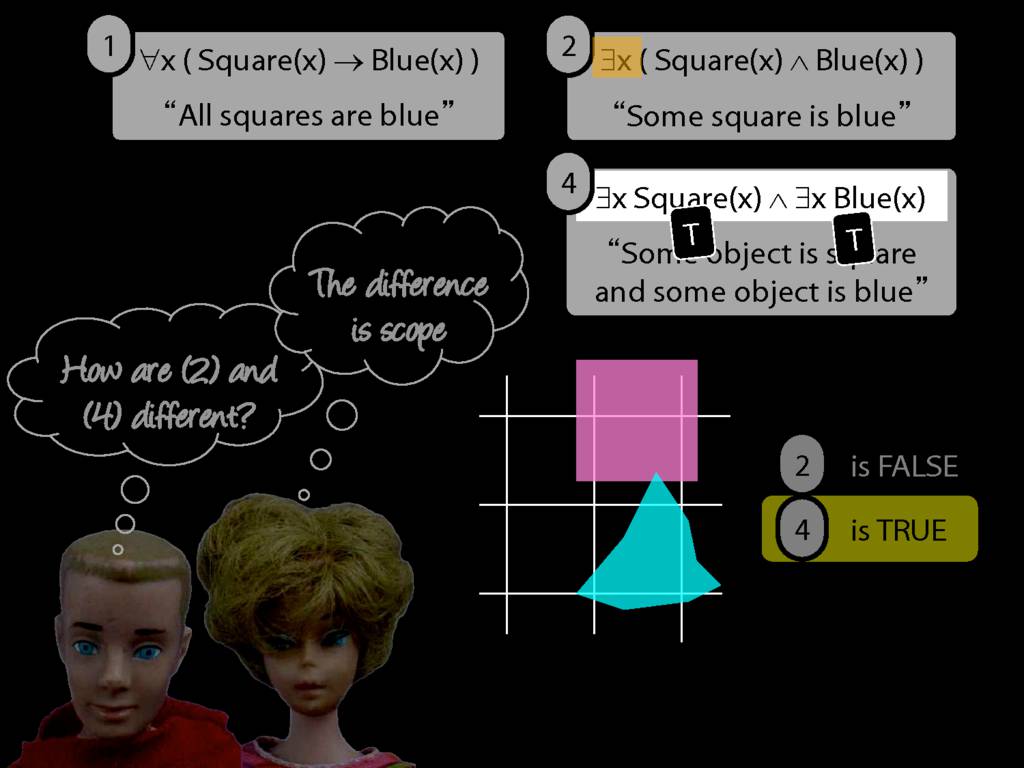 1
∀x ( Square(x) → Blue(x) )
“All squares are blue”
2
∃x ( Square(x) ∧ Blue(x) )
“Some square is blue”
4
∃x Square(x) ∧ ∃x Blue(x)
T T
“Some object is square
and some object is blue”
The difference
is scope
How are (2) and
(4) different?
2 is FALSE
4 is TRUE